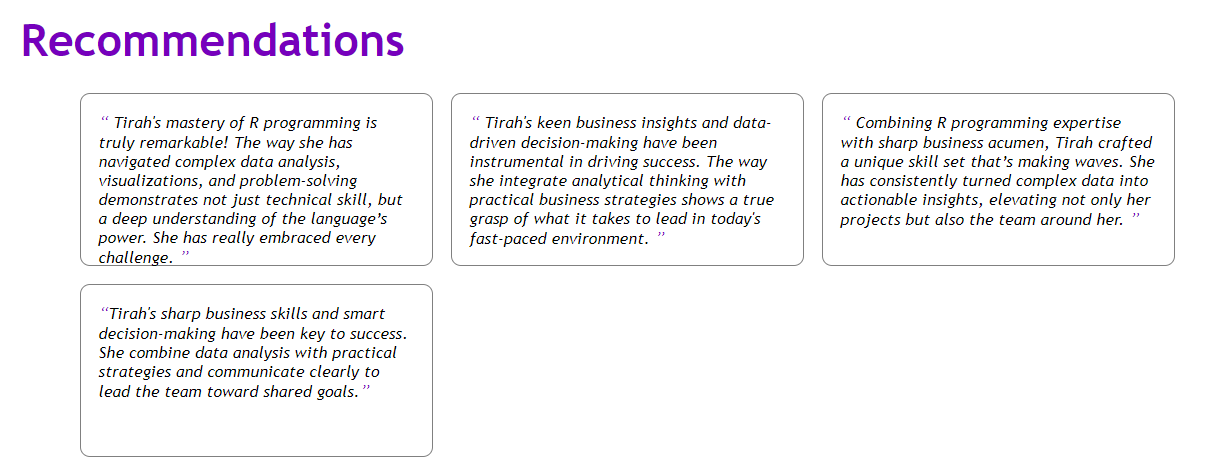 Recommendations
“ Tirah's mastery of R programming is
truly remarkable! The way she has
navigated complex data analysis,
visualizations, and problem-solving
demonstrates not just technical skill, but
a deep understanding of the language’s
power. She has really embraced every
challenge. ”
“ Tirah's keen business insights and data-
driven decision-making have been
instrumental in driving success. The way
she integrate analytical thinking with
practical business strategies shows a true
grasp of what it takes to lead in today's
fast-paced environment. ”
“ Combining R programming expertise
with sharp business acumen, Tirah crafted
a unique skill set that’s making waves. She
has consistently turned complex data into
actionable insights, elevating not only her
projects but also the team around her. ”
“Tirah's sharp business skills and smart
decision-making have been key to success.
She combine data analysis with practical
strategies and communicate clearly to
lead the team toward shared goals.”